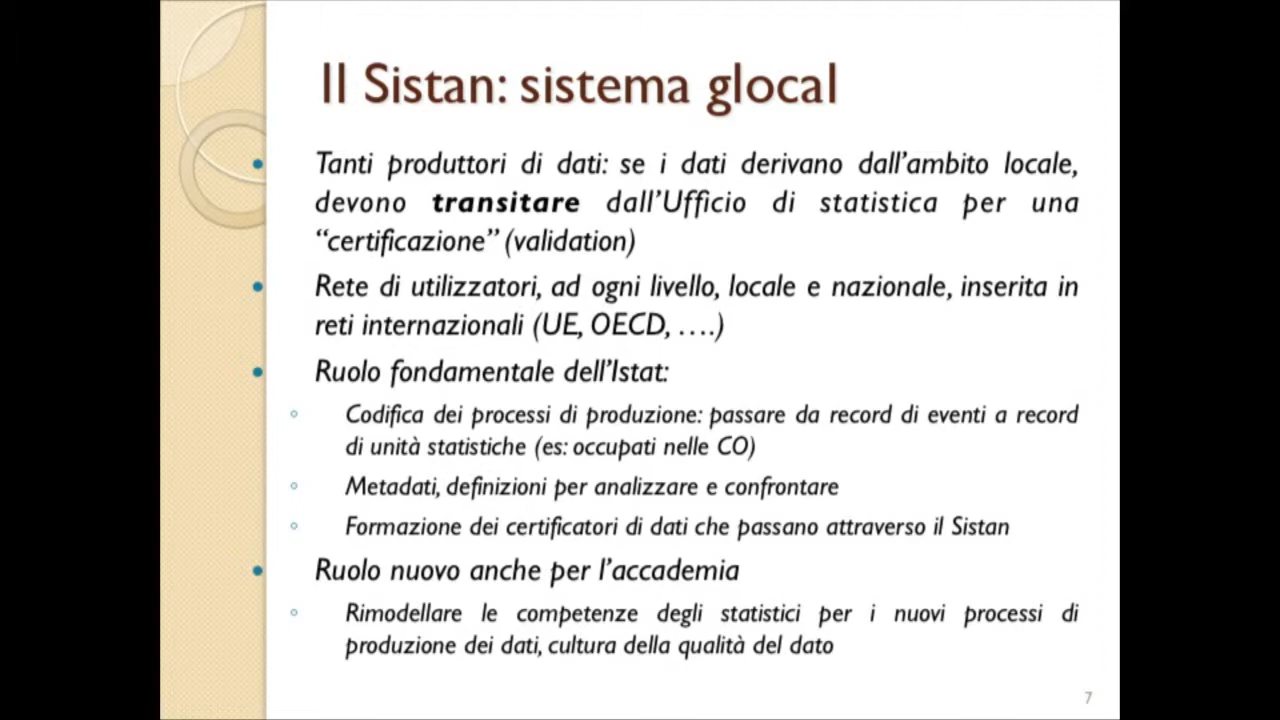 Il Sistan: sistema glocal
Tanti produttori di dati: se i dati derivano dall'ambito locale,
devono transitare dall'Ufficio di statistica per una
“certificazione” (validation)
Rete di utilizzatori, ad ogni livello, locale e nazionale, inserita in
reti internazionali (UE, OECD, ….)
Ruolo fondamentale dell'Istat:
Codifica dei processi di produzione: passare da record di eventi a record
di unità statistiche (es: occupati nelle CO)
Metadati, definizioni per analizzare e confrontare
Formazione dei certificatori di dati che passano attraverso il Sistan
Ruolo nuovo anche per l'accademia
Rimodellare le competenze degli statistici per i nuovi processi di
produzione dei dati, cultura della qualità del dato
7